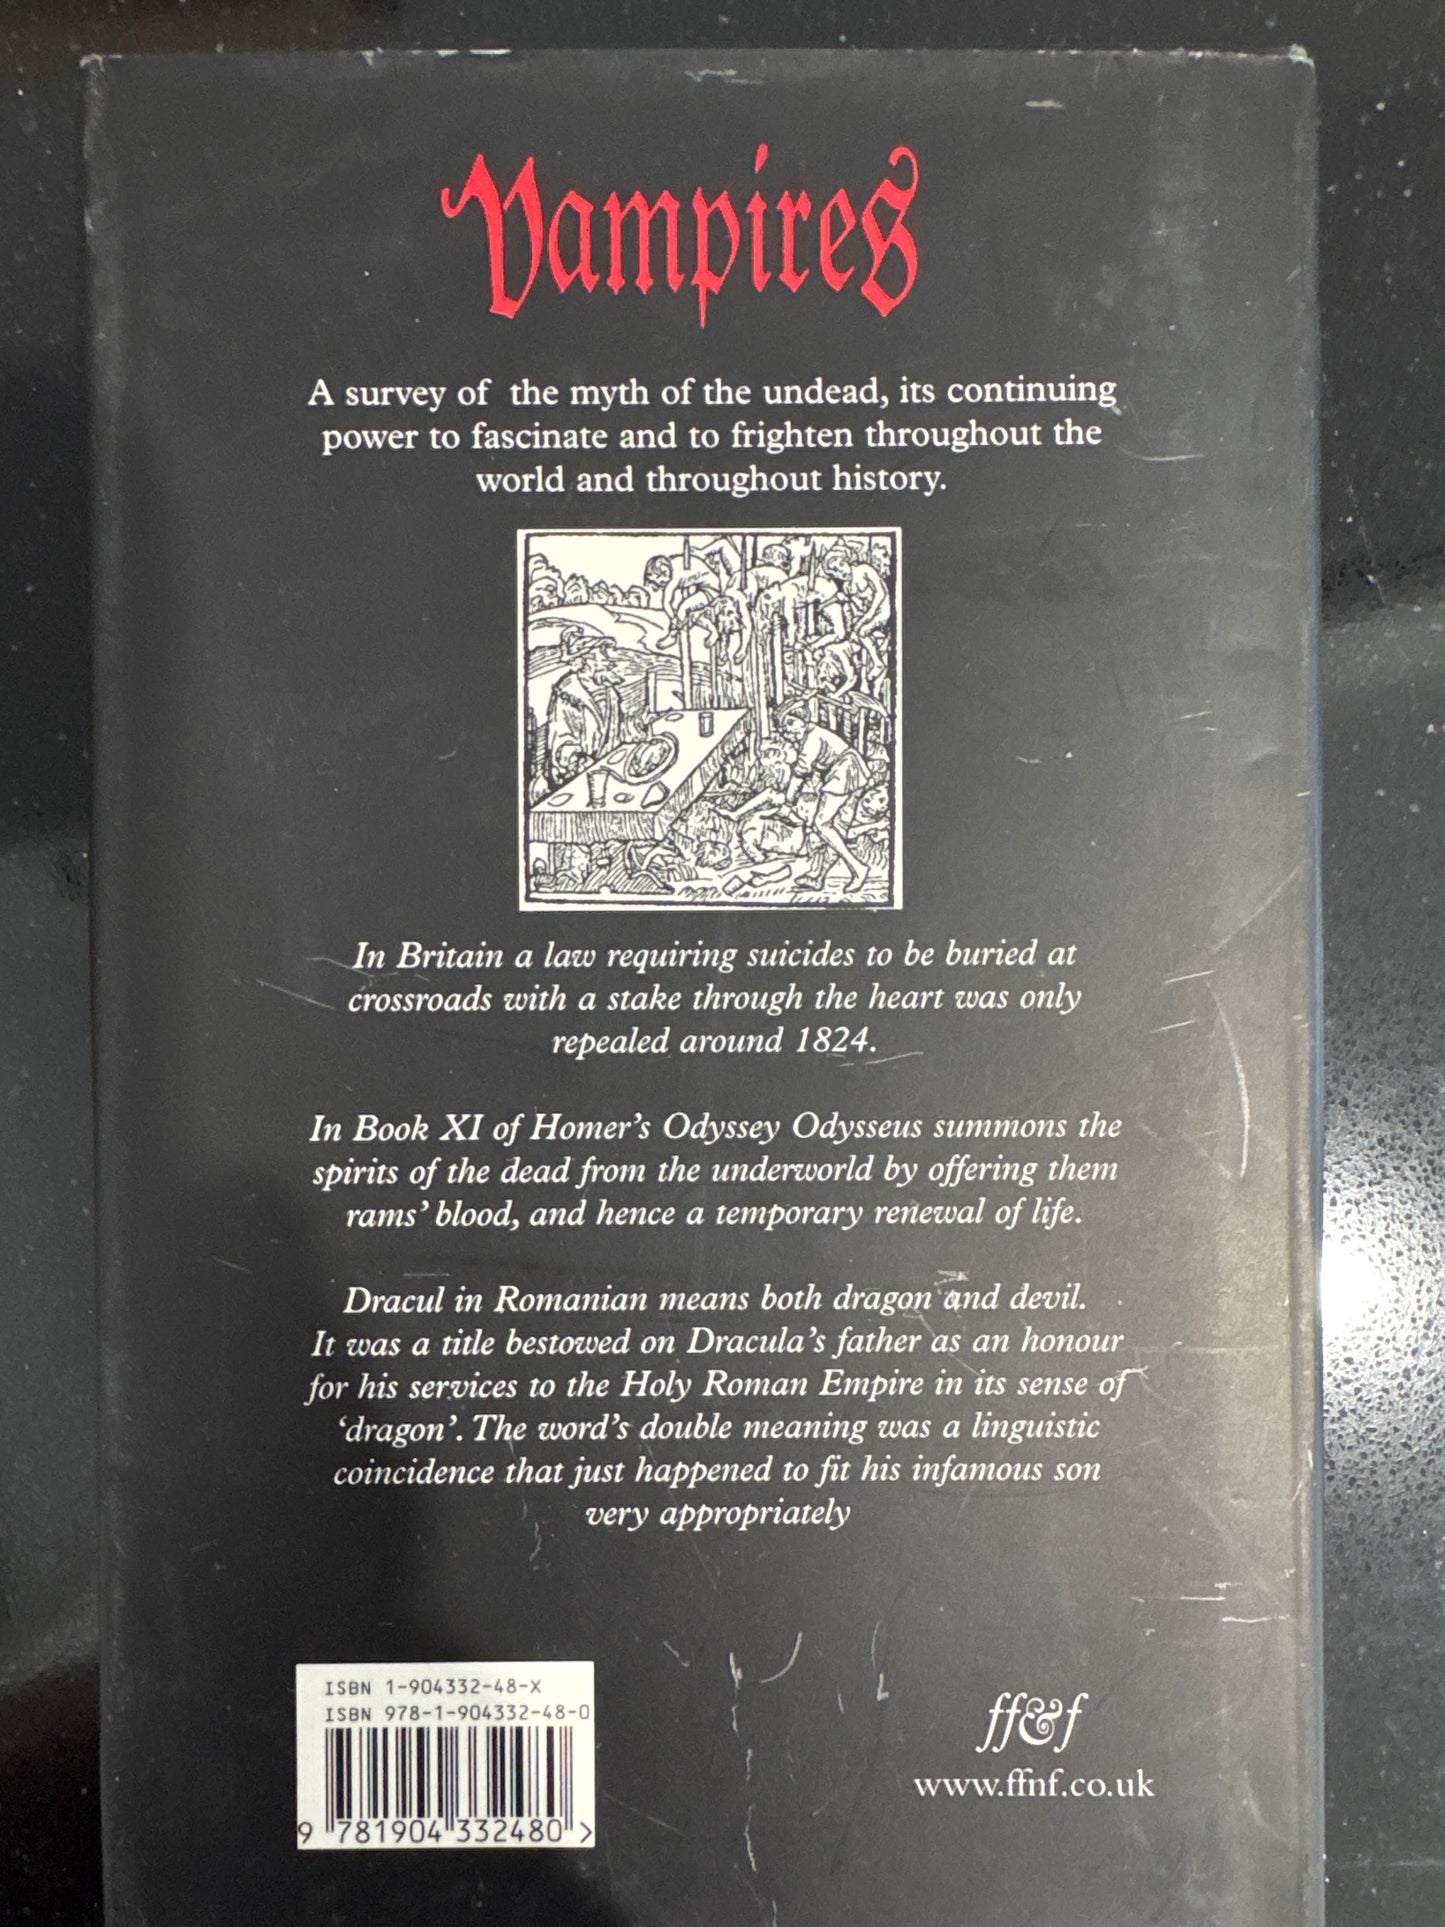 Vampires
A survey of the myth of the undead, its continuing
power to fascinate and to frighten throughout the
world and throughout history.
In Britain a law requiring suicides to be buried at
crossroads with a stake through the heart was only
repealed around 1824.
In Book XI of Homer's Odyssey Odysseus summons the
spirits of the dead from the underworld by offering them
rams' blood, and hence a temporary renewal of life.
Dracul in Romanian means both dragon and devil.
It was a title bestowed on Dracula's father as an honour
for his services to the Holy Roman Empire in its sense of
‘dragon’. The word's double meaning was a linguistic
coincidence that just happened to fit his infamous son
very appropriately
ISBN 1-904332-48-X
ISBN 978-1-904332-48-0
9 781904 332480 >
ff&f
www.ffnf.co.uk